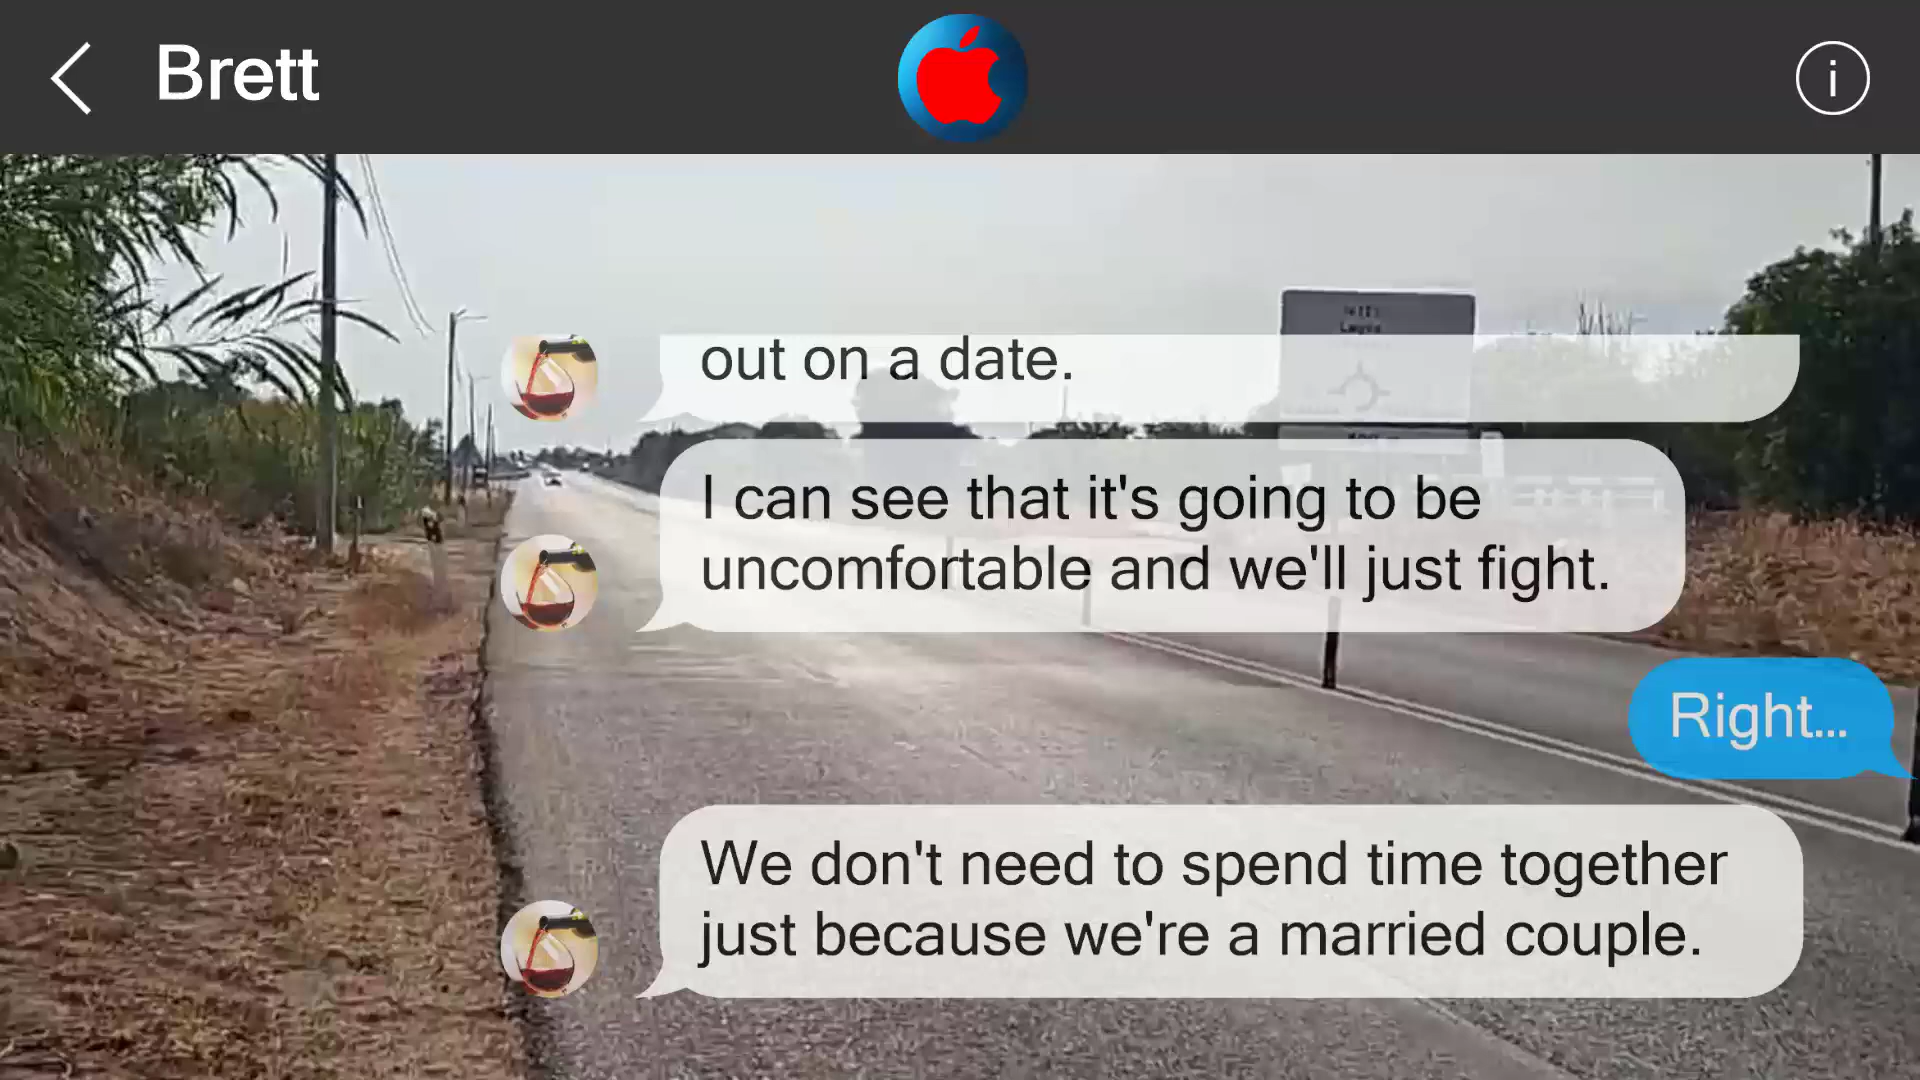 Brett
i
out on a date.
I can see that it's going to be
uncomfortable and we'll just fight.
Right...
We don't need to spend time together
just because we're a married couple.